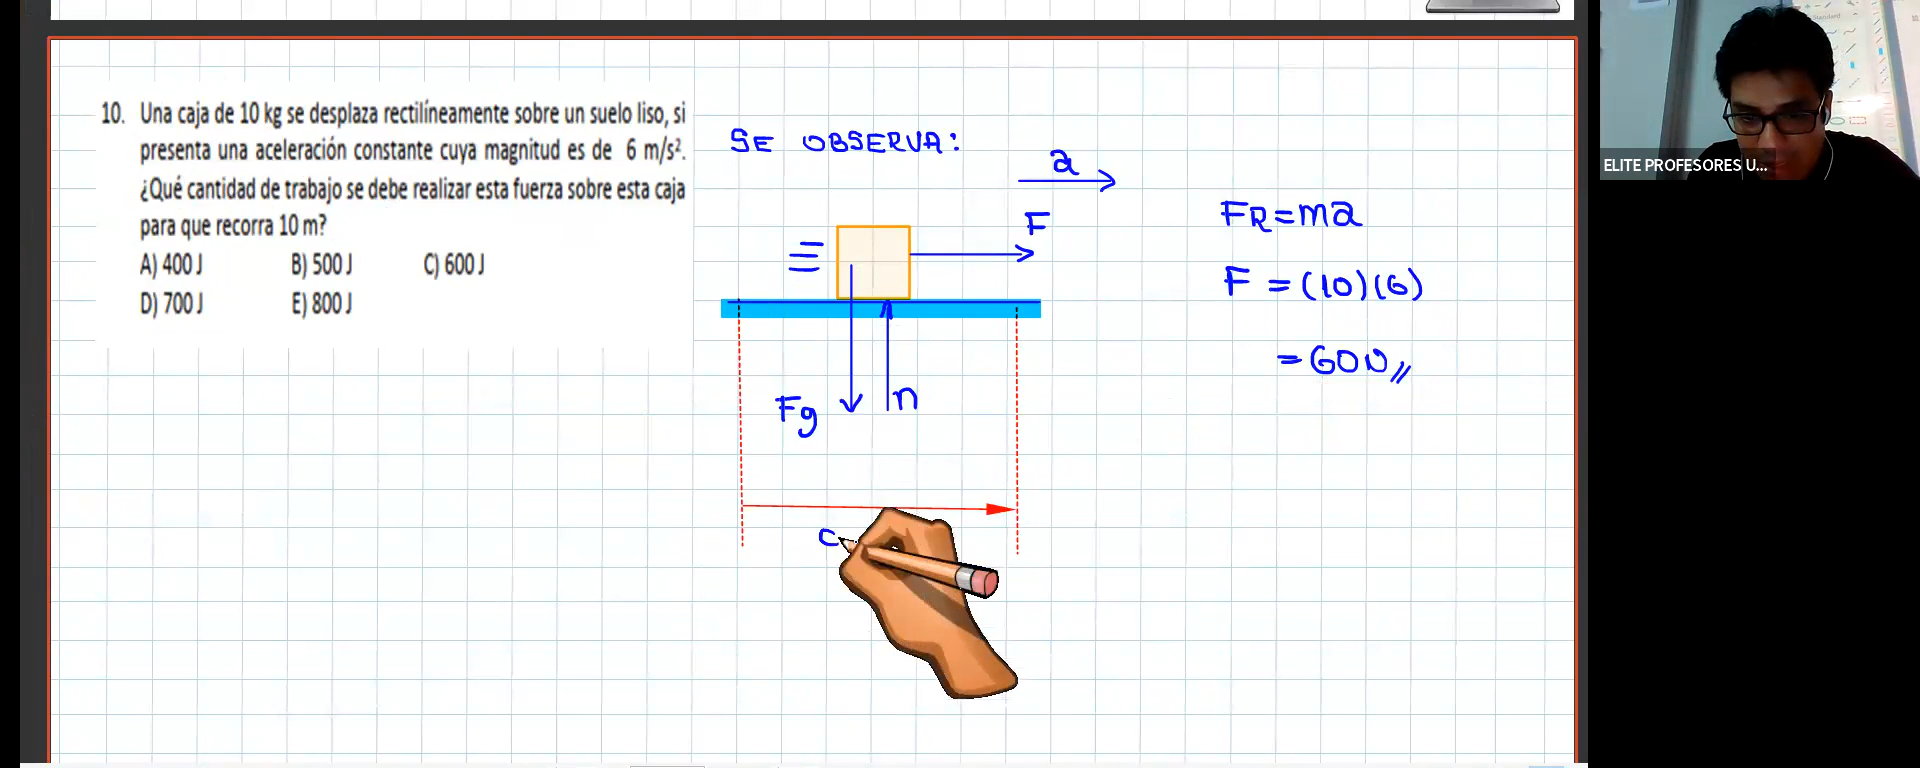 10. Una caja de 10 kg se desplaza rectilíneamente sobre un suelo liso, si
presenta una aceleración constante cuya magnitud es de 6 m/s².
¿Qué cantidad de trabajo se debe realizar esta fuerza sobre esta caja
para que recorra 10 m?
A) 400 J B) 500 J C) 600 J
D) 700 J E) 800 J
SE OBSERVA:
a
F
Fg
n
d
FR=ma
F = (10)(6)
= 60N//
ELITE PROFESORES U...